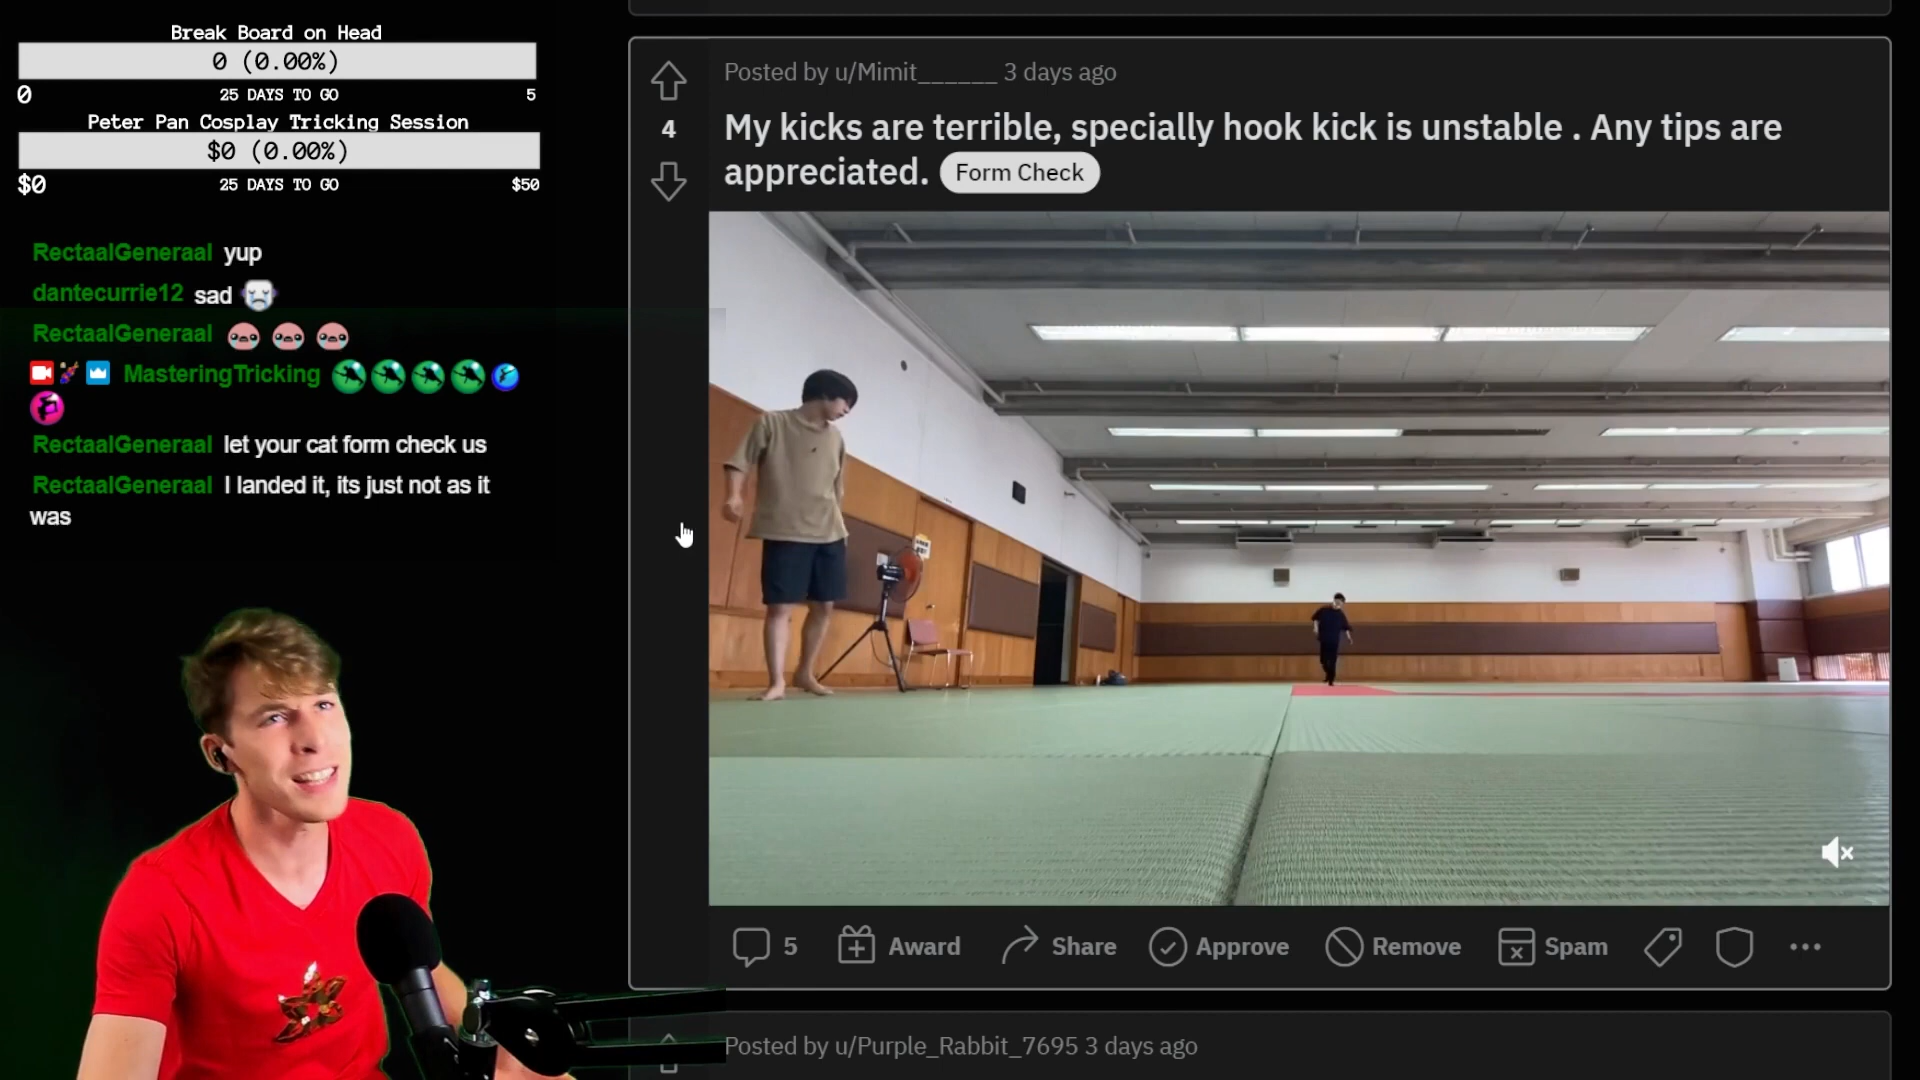 Break Board on Head
0 (0.00%)
0 25 DAYS TO GO 5
Peter Pan Cosplay Tricking Session
$0 (0.00%)
$0 25 DAYS TO GO $50
RectaalGeneraal yup
dantecurrie12 sad
RectaalGeneraal
MasteringTricking
RectaalGeneraal let your cat form check us
RectaalGeneraal I landed it, its just not as it
was
Posted by u/Mimit______ 3 days ago
4
My kicks are terrible, specially hook kick is unstable . Any tips are
appreciated. Form Check
5 Award Share Approve Remove Spam
Posted by u/Purple_Rabbit_7695 3 days ago